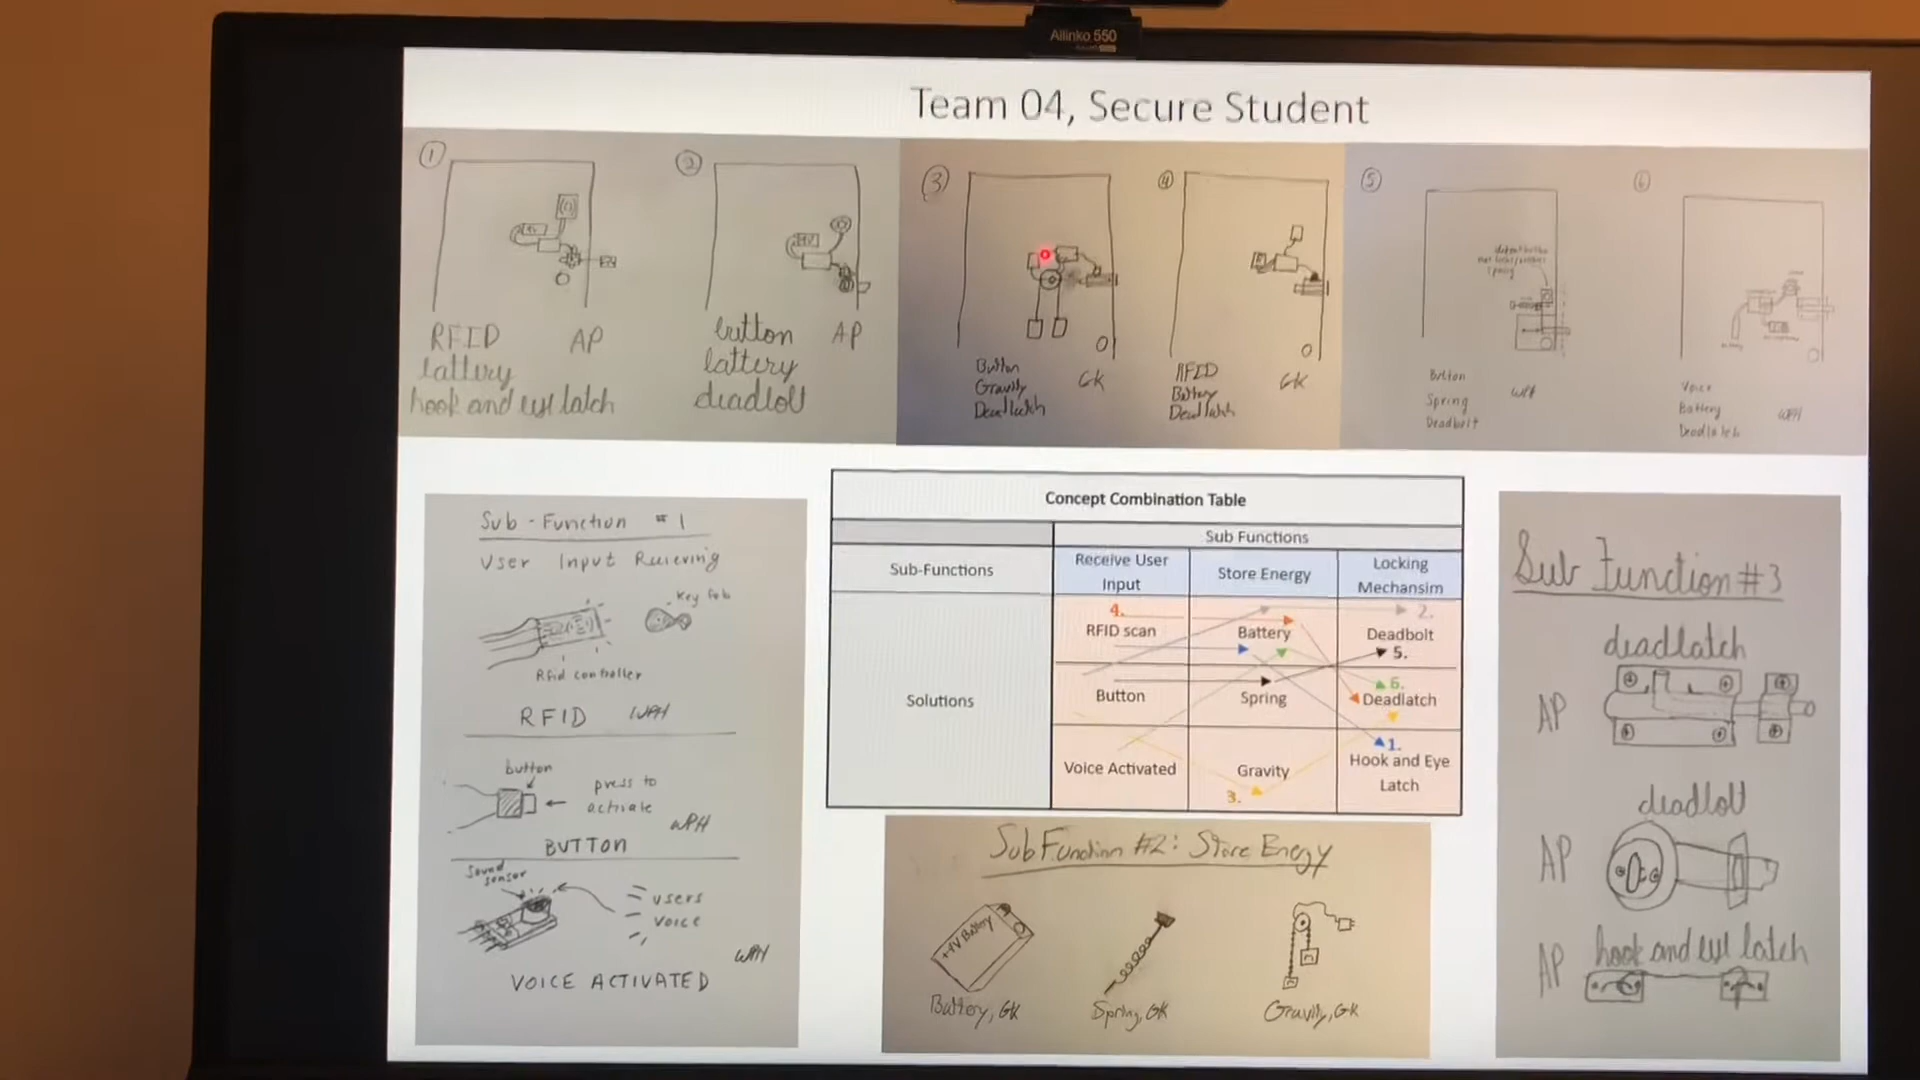 Ailinko 550
Team 04, Secure Student
1
RFID
battery
hook and eye latch
AP
2
button
battery
deadbolt
AP
3
Button
Gravity
Deadlatch
GK
4
RFID
Battery
Deadlatch
GK
5
Button
Spring
Deadbolt
WPH
6
Voice
Battery
Deadlatch
WPH
Sub-Function #1
User Input Recieving
Key fob
Rfid controller
RFID WPH
button
press to
activate
WPH
BUTTON
Sound
sensor
users
voice
WPH
VOICE ACTIVATED
Concept Combination Table
Sub Functions
Sub-Functions
Receive User
Input
Store Energy
Locking
Mechansim
Solutions
4.
RFID scan
Battery
2.
Deadbolt
5.
Button
Spring
6.
Deadlatch
Voice Activated
Gravity
3.
1.
Hook and Eye
Latch
Sub Function #2: Store Energy
+9V Battery
Battery, GK
Spring, GK
Gravity, GK
Sub Function #3
deadlatch
AP
deadbolt
AP
hook and eye latch
AP